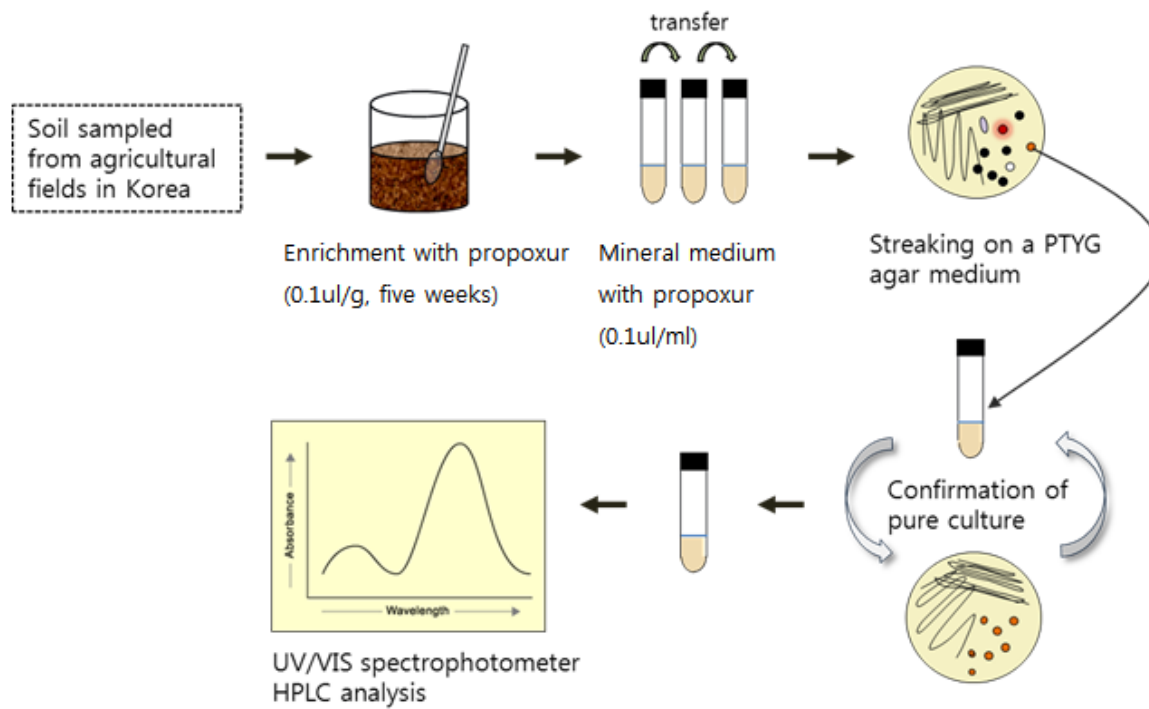 transfer
Soil sampled
from agricultural
fields in Korea
Enrichment with propoxur
(0.1ul/g, five weeks)
Mineral medium
with propoxur
(0.1ul/ml)
Streaking on a PTYG
agar medium
Confirmation of
pure culture
Absorbance
Wavelength
UV/VIS spectrophotometer
HPLC analysis